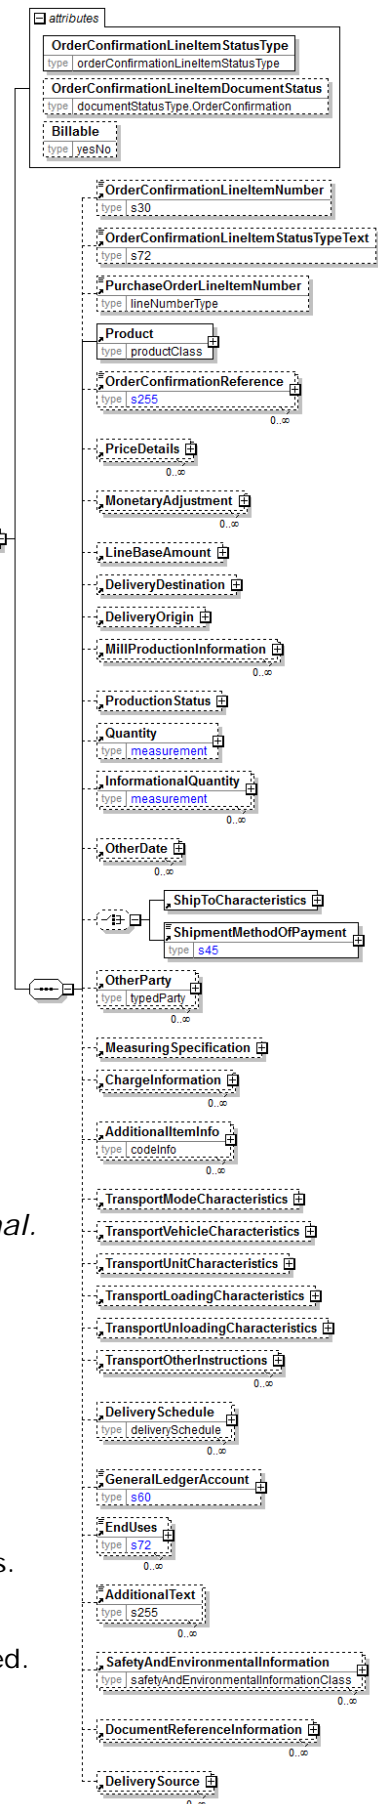 attributes
OrderConfirmationLineItemStatusType
type orderConfirmationLineItemStatusType
OrderConfirmationLineItemDocumentStatus
type documentStatusType.OrderConfirmation
Billable
type yesNo
OrderConfirmationLineItemNumber
type s30
OrderConfirmationLineItemStatusTypeText
type s72
PurchaseOrderLineItemNumber
type lineNumberType
Product
type productClass
OrderConfirmationReference
type s255
0..∞
PriceDetails
0..∞
MonetaryAdjustment
0..∞
LineBaseAmount
DeliveryDestination
DeliveryOrigin
MillProductionInformation
0..∞
ProductionStatus
Quantity
type measurement
InformationalQuantity
type measurement
0..∞
OtherDate
0..∞
ShipToCharacteristics
ShipmentMethodOfPayment
type s45
OtherParty
type typedParty
0..∞
MeasuringSpecification
ChargeInformation
0..∞
AdditionalItemInfo
type codeInfo
0..∞
TransportModeCharacteristics
nal.
TransportVehicleCharacteristics
TransportUnitCharacteristics
TransportLoadingCharacteristics
TransportUnloadingCharacteristics
TransportOtherInstructions
0..∞
DeliverySchedule
type deliverySchedule
0..∞
GeneralLedgerAccount
type s60
EndUses
type s72
s.
0..∞
AdditionalText
type s255
0..∞
ed.
SafetyAndEnvironmentalInformation
type safetyAndEnvironmentalInformationClass
0..∞
DocumentReferenceInformation
0..∞
DeliverySource
0..∞